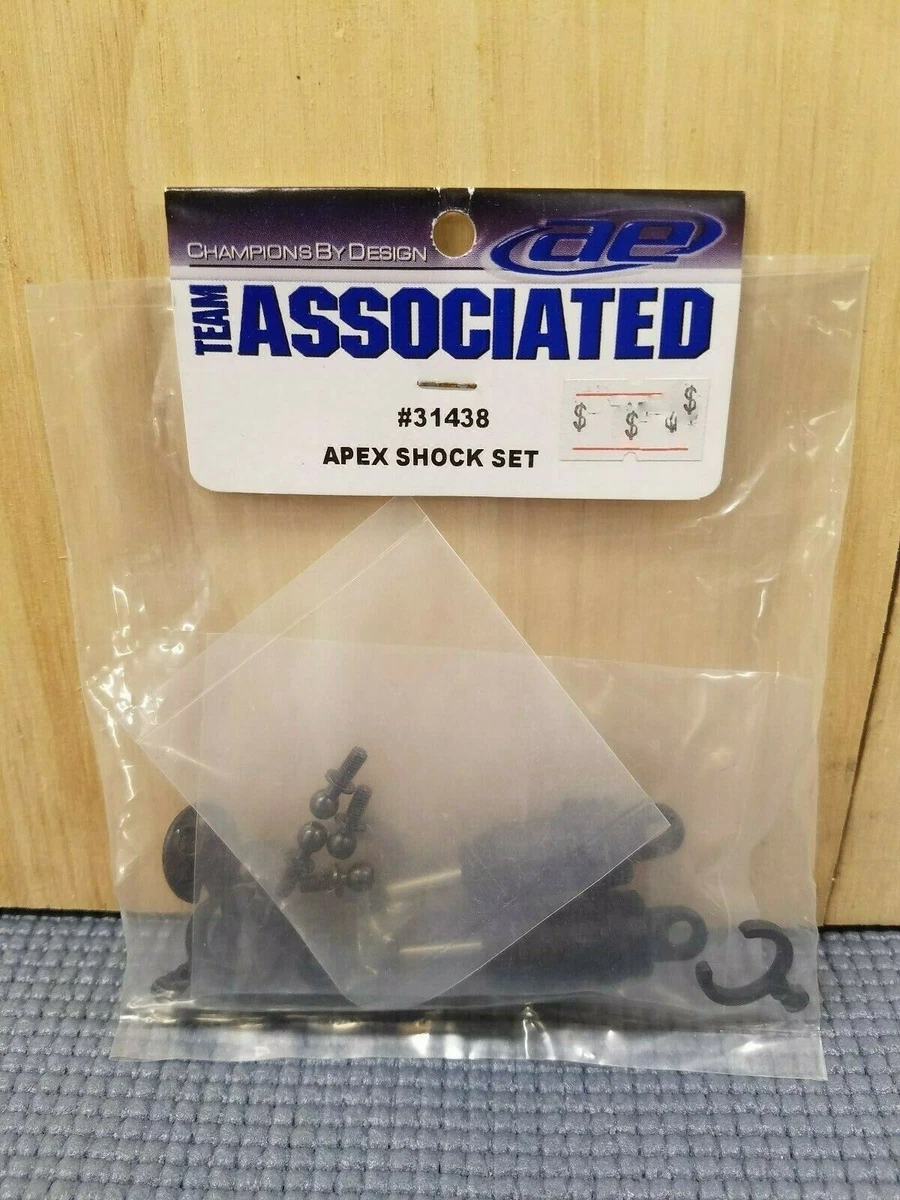 CHAMPIONS BY DESIGN
ae
TEAM ASSOCIATED
#31438
APEX SHOCK SET
$ $ $